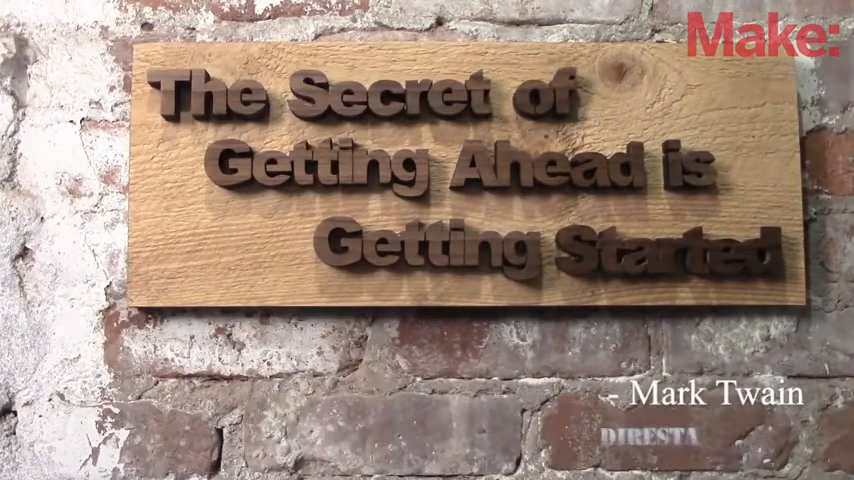 Make:
The Secret of
Getting Ahead is
Getting Started
- Mark Twain
DIRESTA